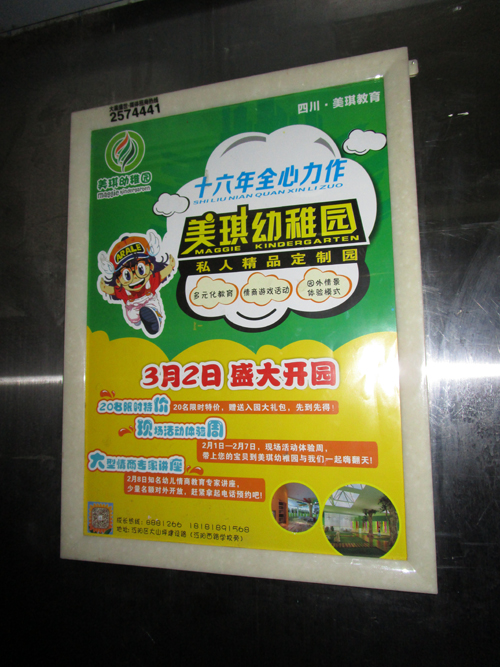 2574441
四川·美琪教育
美琪幼稚园
十六年全心力作
SHI LIU NIAN QUAN XIN LI ZUO
美琪幼稚园
MAGGIE KINDERGARTEN
私人精品定制园
多元化教育
情商游戏活动
园外情景
体验模式
ARALE
3月2日 盛大开园
20名限时特价
20名限时特价，赠送入园大礼包，先到先得！
现场活动体验周
2月1日—2月7日，现场活动体验周，
带上您的宝贝到美琪幼稚园与我们一起嗨翻天！
大型情商专家讲座
2月8日知名幼儿情商教育专家讲座，
少量名额对外开放，赶紧拿起电话预约吧！
成长热线：8881266 18181891568